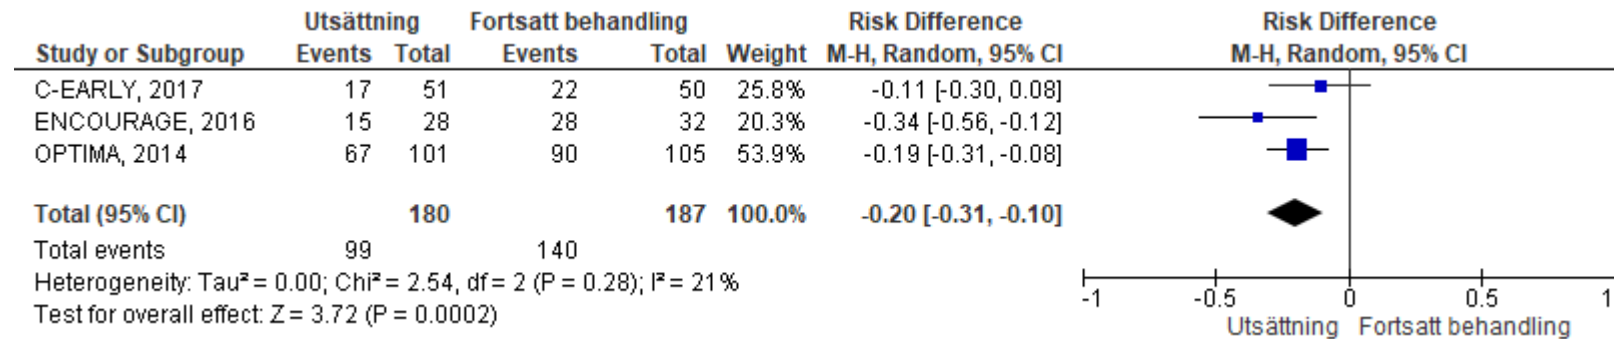 Utsättning Fortsatt behandling Risk Difference Risk Difference
Study or Subgroup Events Total Events Total Weight M-H, Random, 95% CI M-H, Random, 95% CI
C-EARLY, 2017 17 51 22 50 25.8% -0.11 [-0.30, 0.08]
ENCOURAGE, 2016 15 28 28 32 20.3% -0.34 [-0.56, -0.12]
OPTIMA, 2014 67 101 90 105 53.9% -0.19 [-0.31, -0.08]
Total (95% CI) 180 187 100.0% -0.20 [-0.31, -0.10]
Total events 99 140
Heterogeneity: Tau² = 0.00; Chi² = 2.54, df = 2 (P = 0.28); I² = 21%
Test for overall effect: Z = 3.72 (P = 0.0002)
-1 -0.5 0 0.5 1
Utsättning Fortsatt behandling